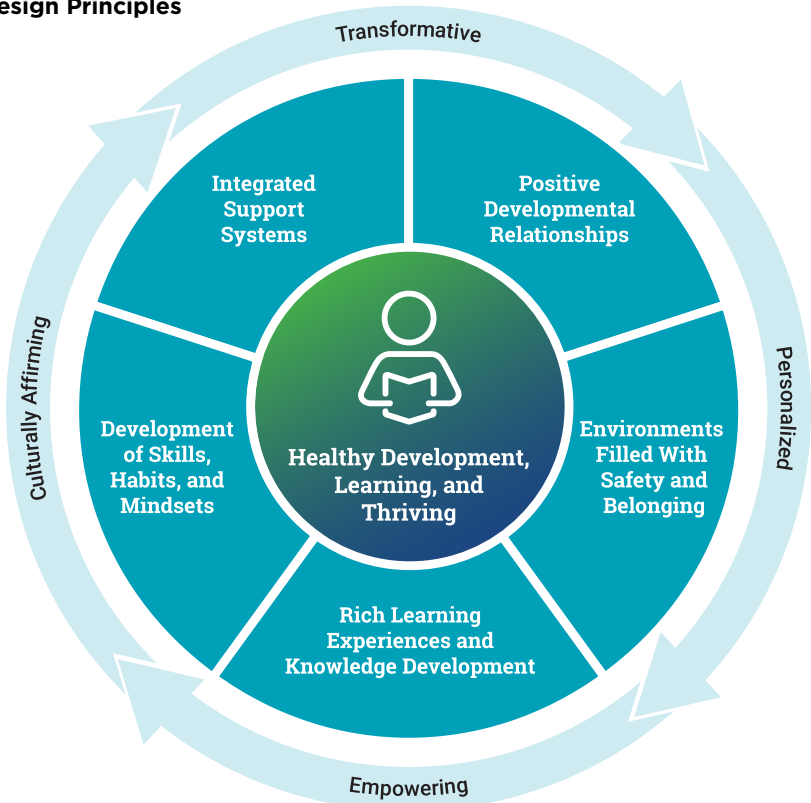 esign Principles
Transformative
Integrated
Support
Systems
Positive
Developmental
Relationships
Personalized
Environments
Filled With
Safety and
Belonging
Rich Learning
Experiences and
Knowledge Development
Empowering
Development
of Skills,
Habits, and
Mindsets
Culturally Affirming
Healthy Development,
Learning, and
Thriving